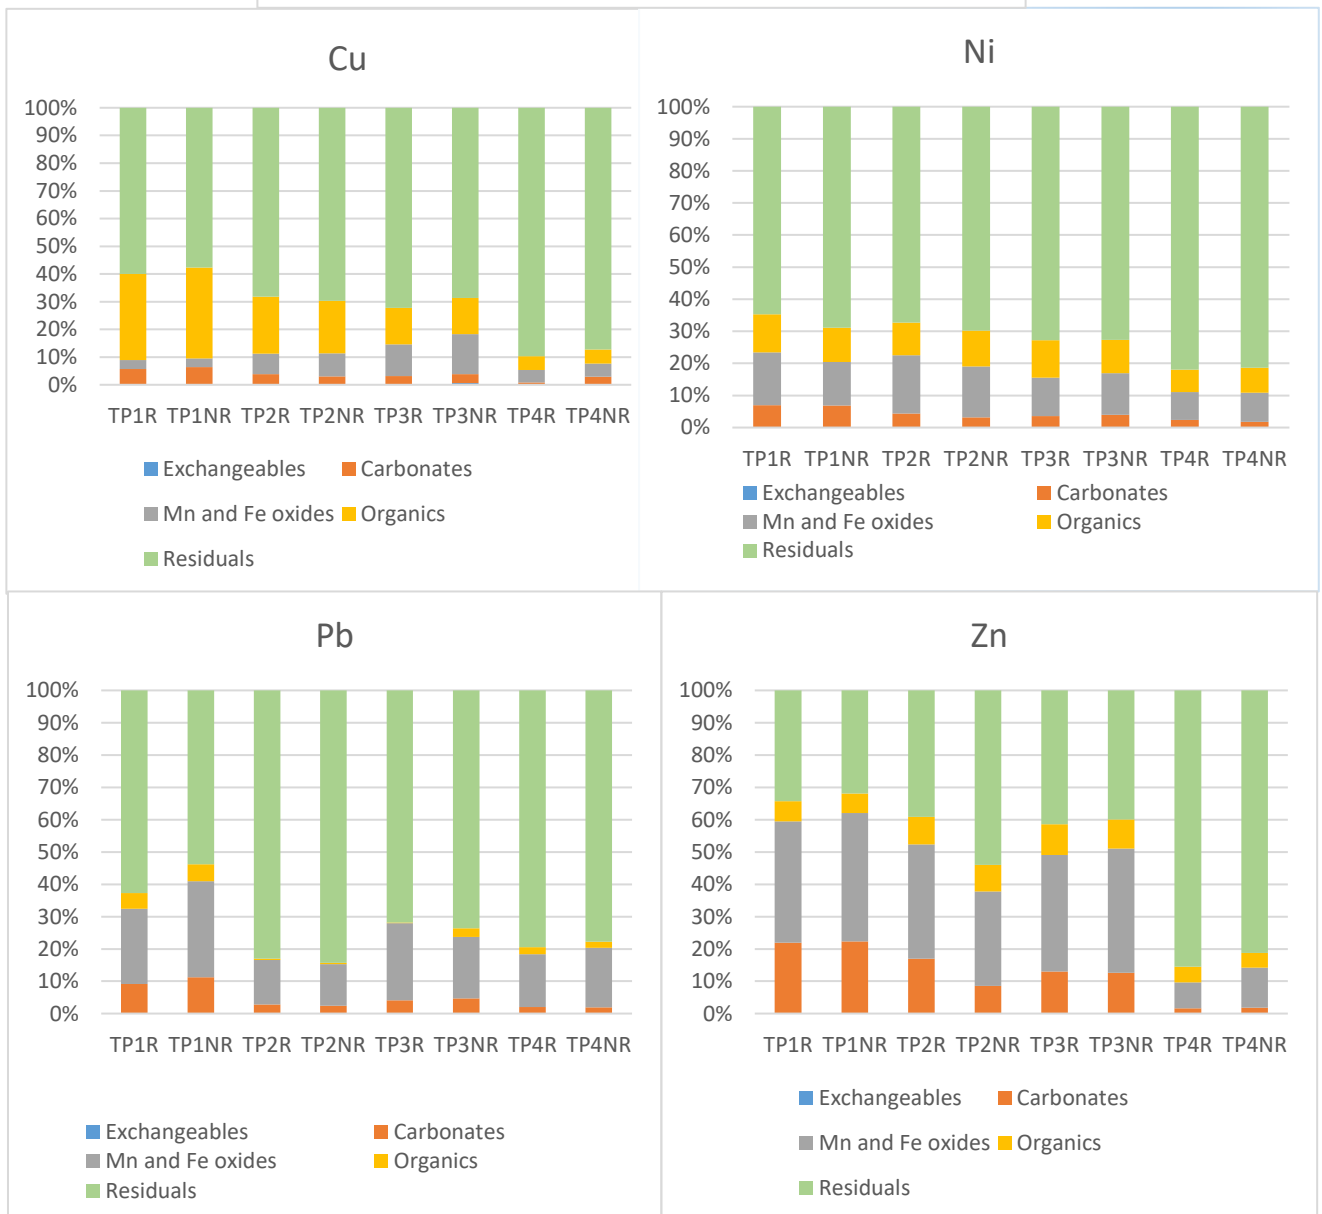 Cu
100%
90%
80%
70%
60%
50%
40%
30%
20%
10%
0%
TP1R TP1NR TP2R TP2NR TP3R TP3NR TP4R TP4NR
Exchangeables Carbonates
Mn and Fe oxides Organics
Residuals
Ni
100%
90%
80%
70%
60%
50%
40%
30%
20%
10%
0%
TP1R TP1NR TP2R TP2NR TP3R TP3NR TP4R TP4NR
Exchangeables Carbonates
Mn and Fe oxides Organics
Residuals
Pb
100%
90%
80%
70%
60%
50%
40%
30%
20%
10%
0%
TP1R TP1NR TP2R TP2NR TP3R TP3NR TP4R TP4NR
Exchangeables Carbonates
Mn and Fe oxides Organics
Residuals
Zn
100%
90%
80%
70%
60%
50%
40%
30%
20%
10%
0%
TP1R TP1NR TP2R TP2NR TP3R TP3NR TP4R TP4NR
Exchangeables Carbonates
Mn and Fe oxides Organics
Residuals